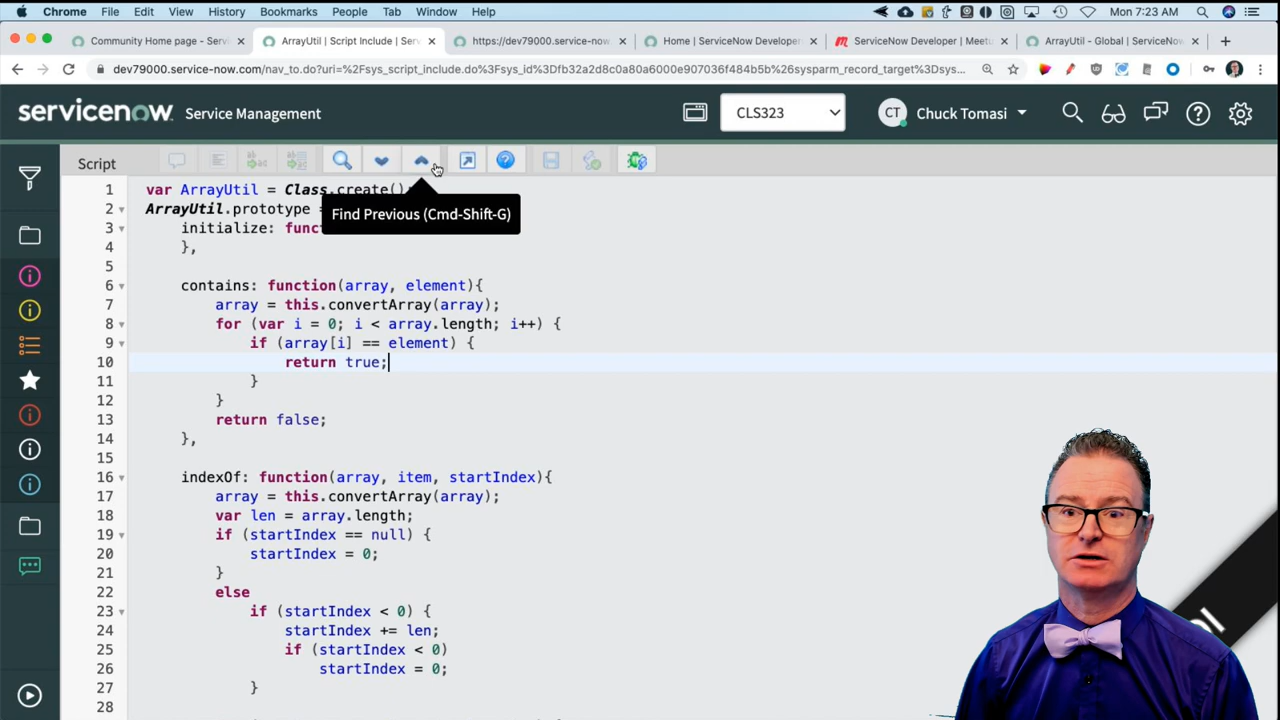 Chrome File Edit View History Bookmarks People Tab Window Help Mon 7:23 AM
Community Home page - Serv
ArrayUtil | Script Include | Serv
https://dev79000.service-now.
Home | ServiceNow Developer
ServiceNow Developer | Meetu
ArrayUtil - Global | ServiceNow
dev79000.service-now.com/nav_to.do?uri=%2Fsys_script_include.do%3Fsys_id%3Dfb32a2d8c0a80a6000e907036f484b5b%26sysparm_record_target%3Dsys...
servicenow Service Management CLS323 CT Chuck Tomasi
Script
Find Previous (Cmd-Shift-G)
1 var ArrayUtil = Class.create()
2 ArrayUtil.prototype =
3 initialize: func
4 },
5
6 contains: function(array, element){
7 array = this.convertArray(array);
8 for (var i = 0; i < array.length; i++) {
9 if (array[i] == element) {
10 return true;
11 }
12 }
13 return false;
14 },
15
16 indexOf: function(array, item, startIndex){
17 array = this.convertArray(array);
18 var len = array.length;
19 if (startIndex == null) {
20 startIndex = 0;
21 }
22 else
23 if (startIndex < 0) {
24 startIndex += len;
25 if (startIndex < 0)
26 startIndex = 0;
27 }
28